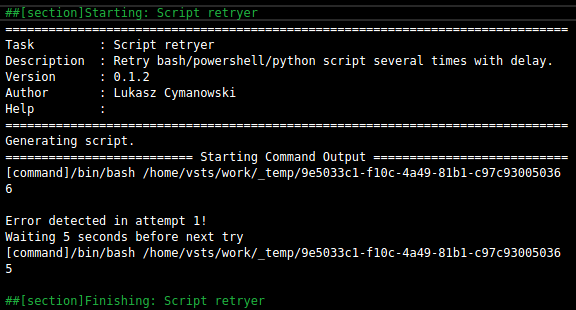 ##[section]Starting: Script retryer
==============================================================================
Task         : Script retryer
Description  : Retry bash/powershell/python script several times with delay.
Version      : 0.1.2
Author       : Lukasz Cymanowski
Help         :
==============================================================================
Generating script.
========================== Starting Command Output ===========================
[command]/bin/bash /home/vsts/work/_temp/9e5033c1-f10c-4a49-81b1-c97c93005036
6
Error detected in attempt 1!
Waiting 5 seconds before next try
[command]/bin/bash /home/vsts/work/_temp/9e5033c1-f10c-4a49-81b1-c97c93005036
5
##[section]Finishing: Script retryer